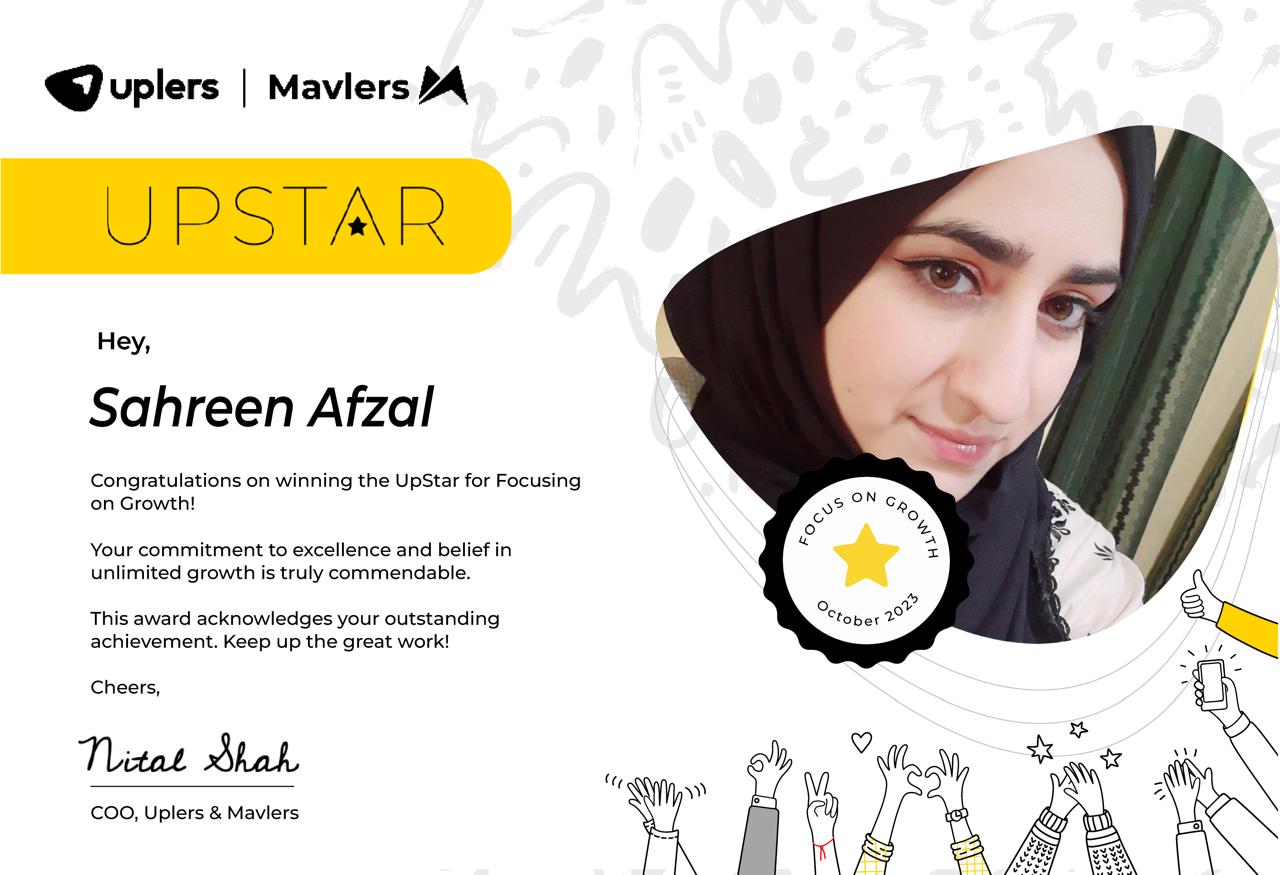 uplers | Mavlers
UPSTAR
Hey,
Sahreen Afzal
Congratulations on winning the UpStar for Focusing
on Growth!
Your commitment to excellence and belief in
unlimited growth is truly commendable.
This award acknowledges your outstanding
achievement. Keep up the great work!
Cheers,
Nital Shah
COO, Uplers & Mavlers
FOCUS ON GROWTH
October 2023